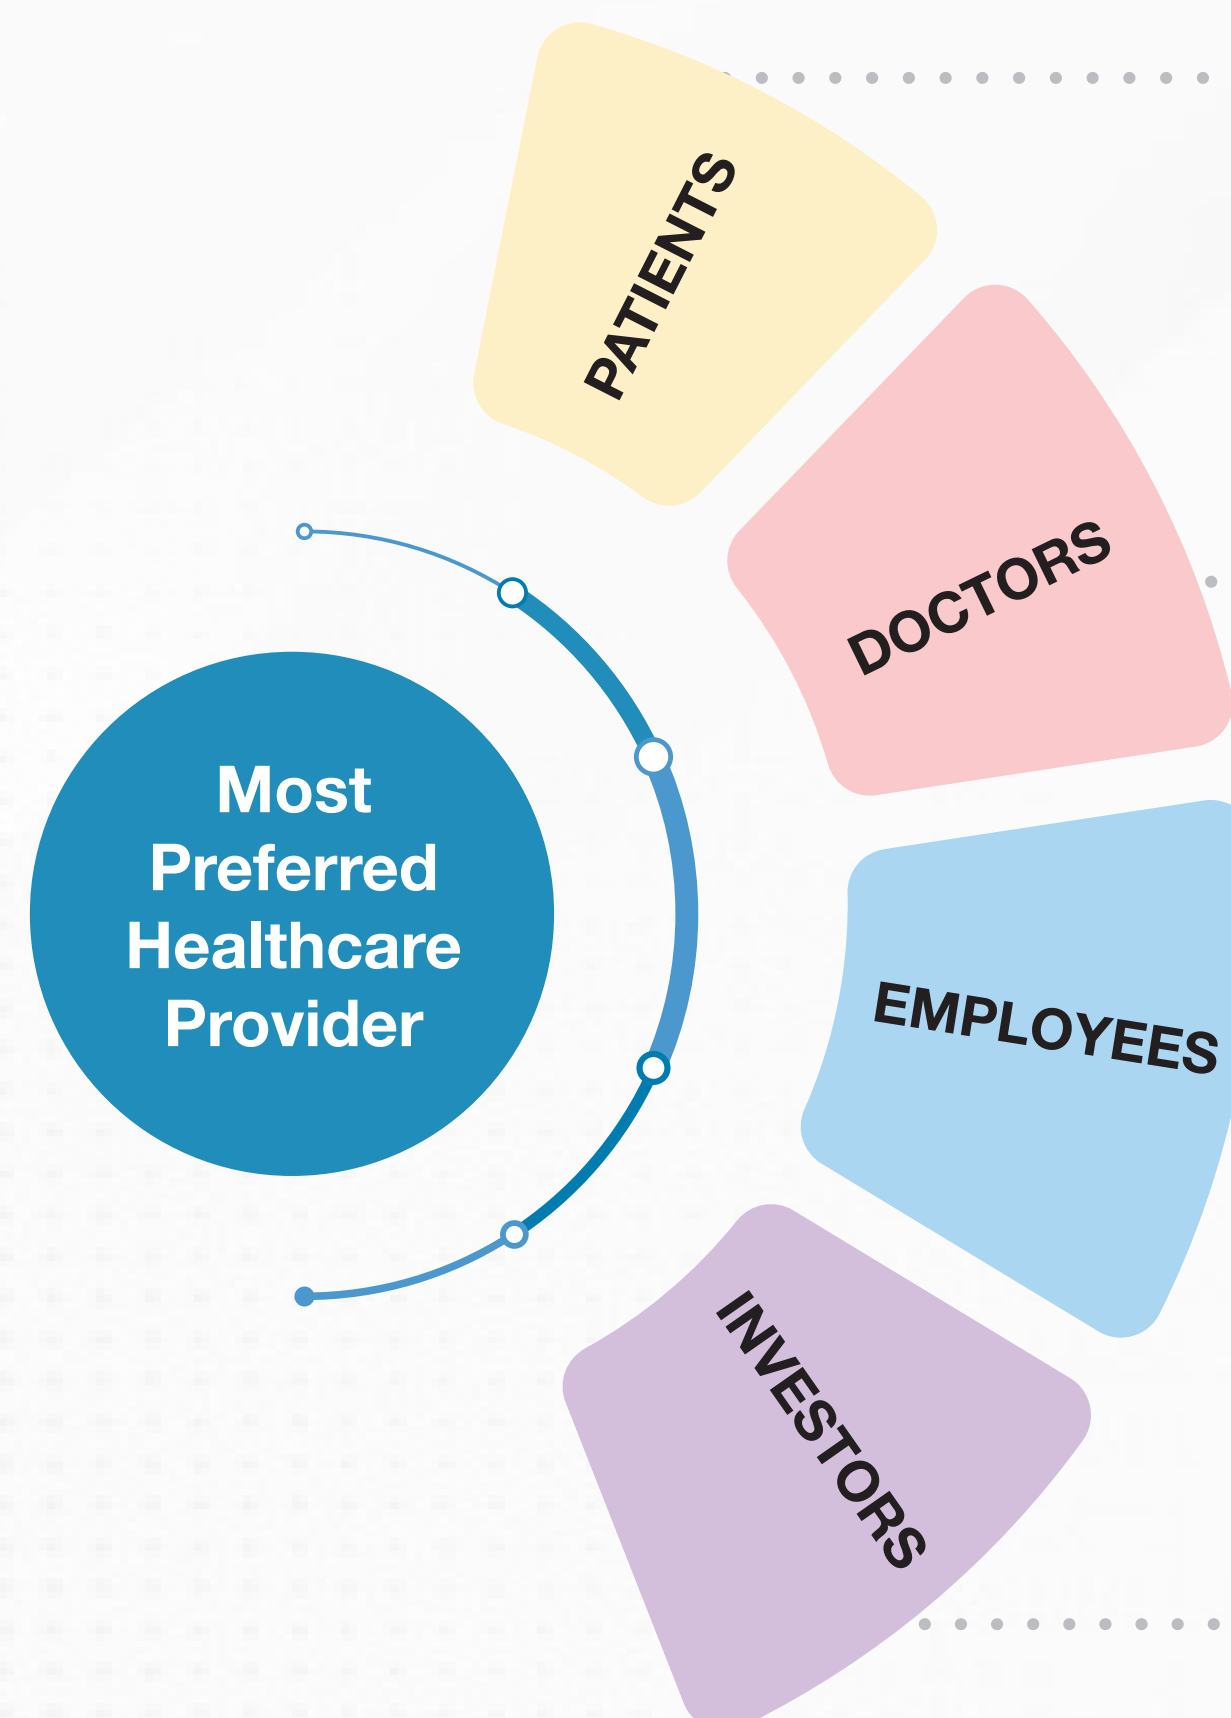 PATIENTS
DOCTORS
Most
Preferred
Healthcare
Provider
EMPLOYEES
INVESTORS